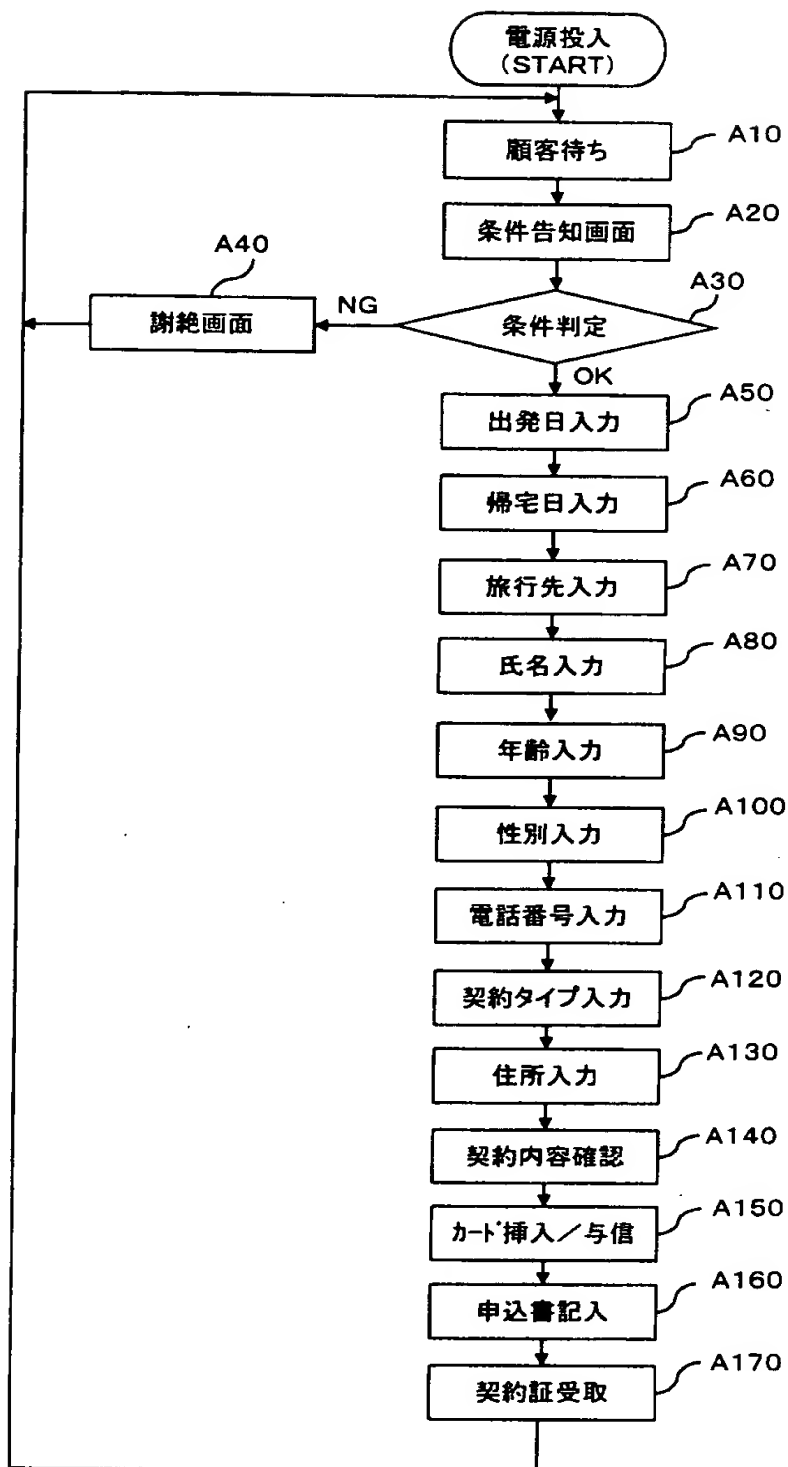 電源投入
(START)
顧客待ち
A10
条件告知画面
A20
A40
謝絶画面
NG
条件判定
A30
OK
出発日入力
A50
帰宅日入力
A60
旅行先入力
A70
氏名入力
A80
年齢入力
A90
性別入力
A100
電話番号入力
A110
契約タイプ入力
A120
住所入力
A130
契約内容確認
A140
ｶｰﾄﾞ挿入／与信
A150
申込書記入
A160
契約証受取
A170